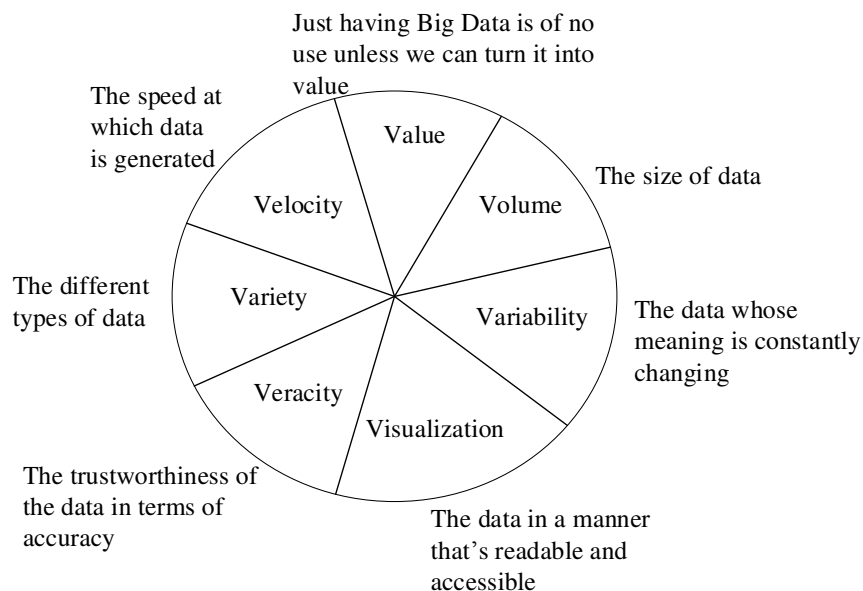 Just having Big Data is of no
use unless we can turn it into
value
The speed at
which data
is generated
Value
Velocity
Volume
The size of data
The different
types of data
Variety
Variability
The data whose
meaning is constantly
changing
Veracity
Visualization
The trustworthiness of
the data in terms of
accuracy
The data in a manner
that’s readable and
accessible